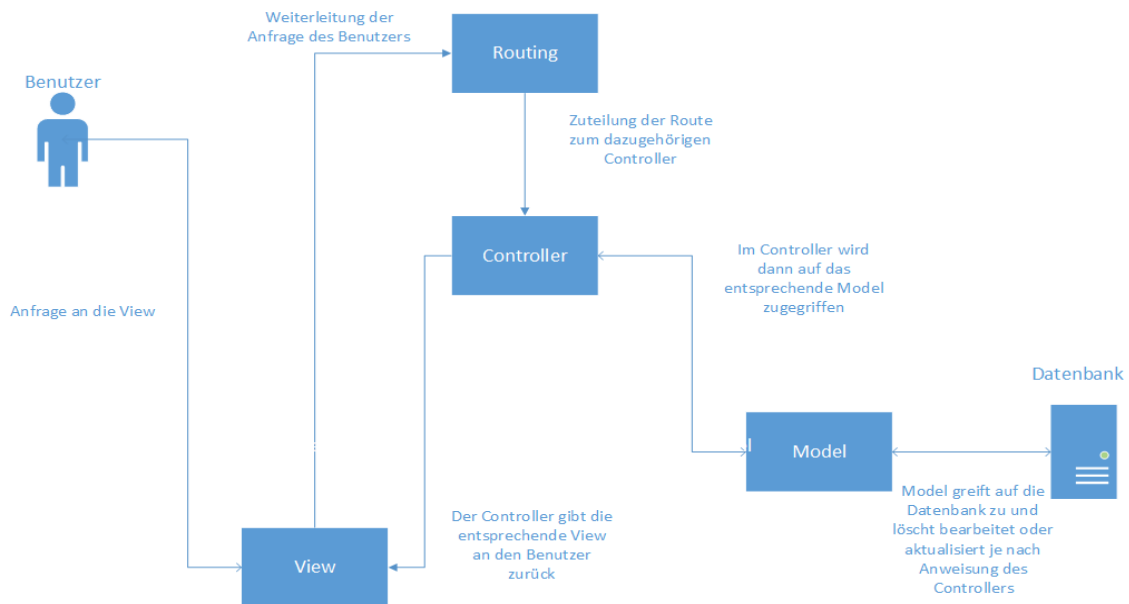 Weiterleitung der
Anfrage des Benutzers
Routing
Benutzer
Zuteilung der Route
zum dazugehörigen
Controller
Controller
Im Controller wird
dann auf das
entsprechende Model
zugegriffen
Anfrage an die View
Datenbank
Model
Model greift auf die
Datenbank zu und
löscht bearbeitet oder
aktualisiert je nach
Anweisung des
Controllers
Der Controller gibt die
entsprechende View
an den Benutzer
zurück
View